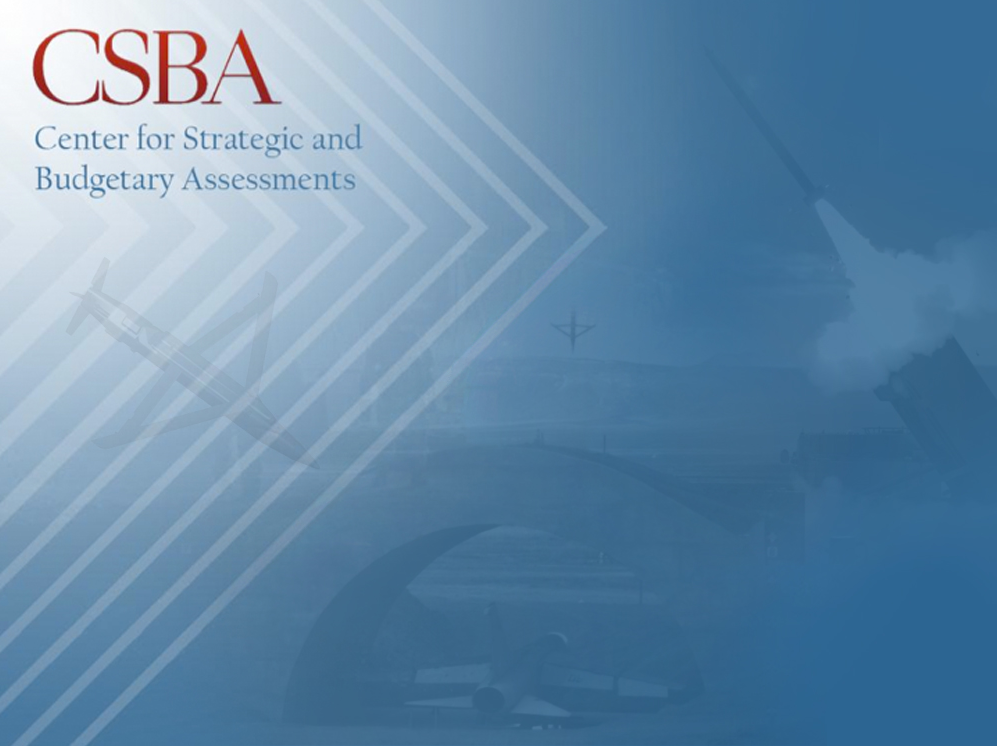 CSBA
Center for Strategic and
Budgetary Assessments